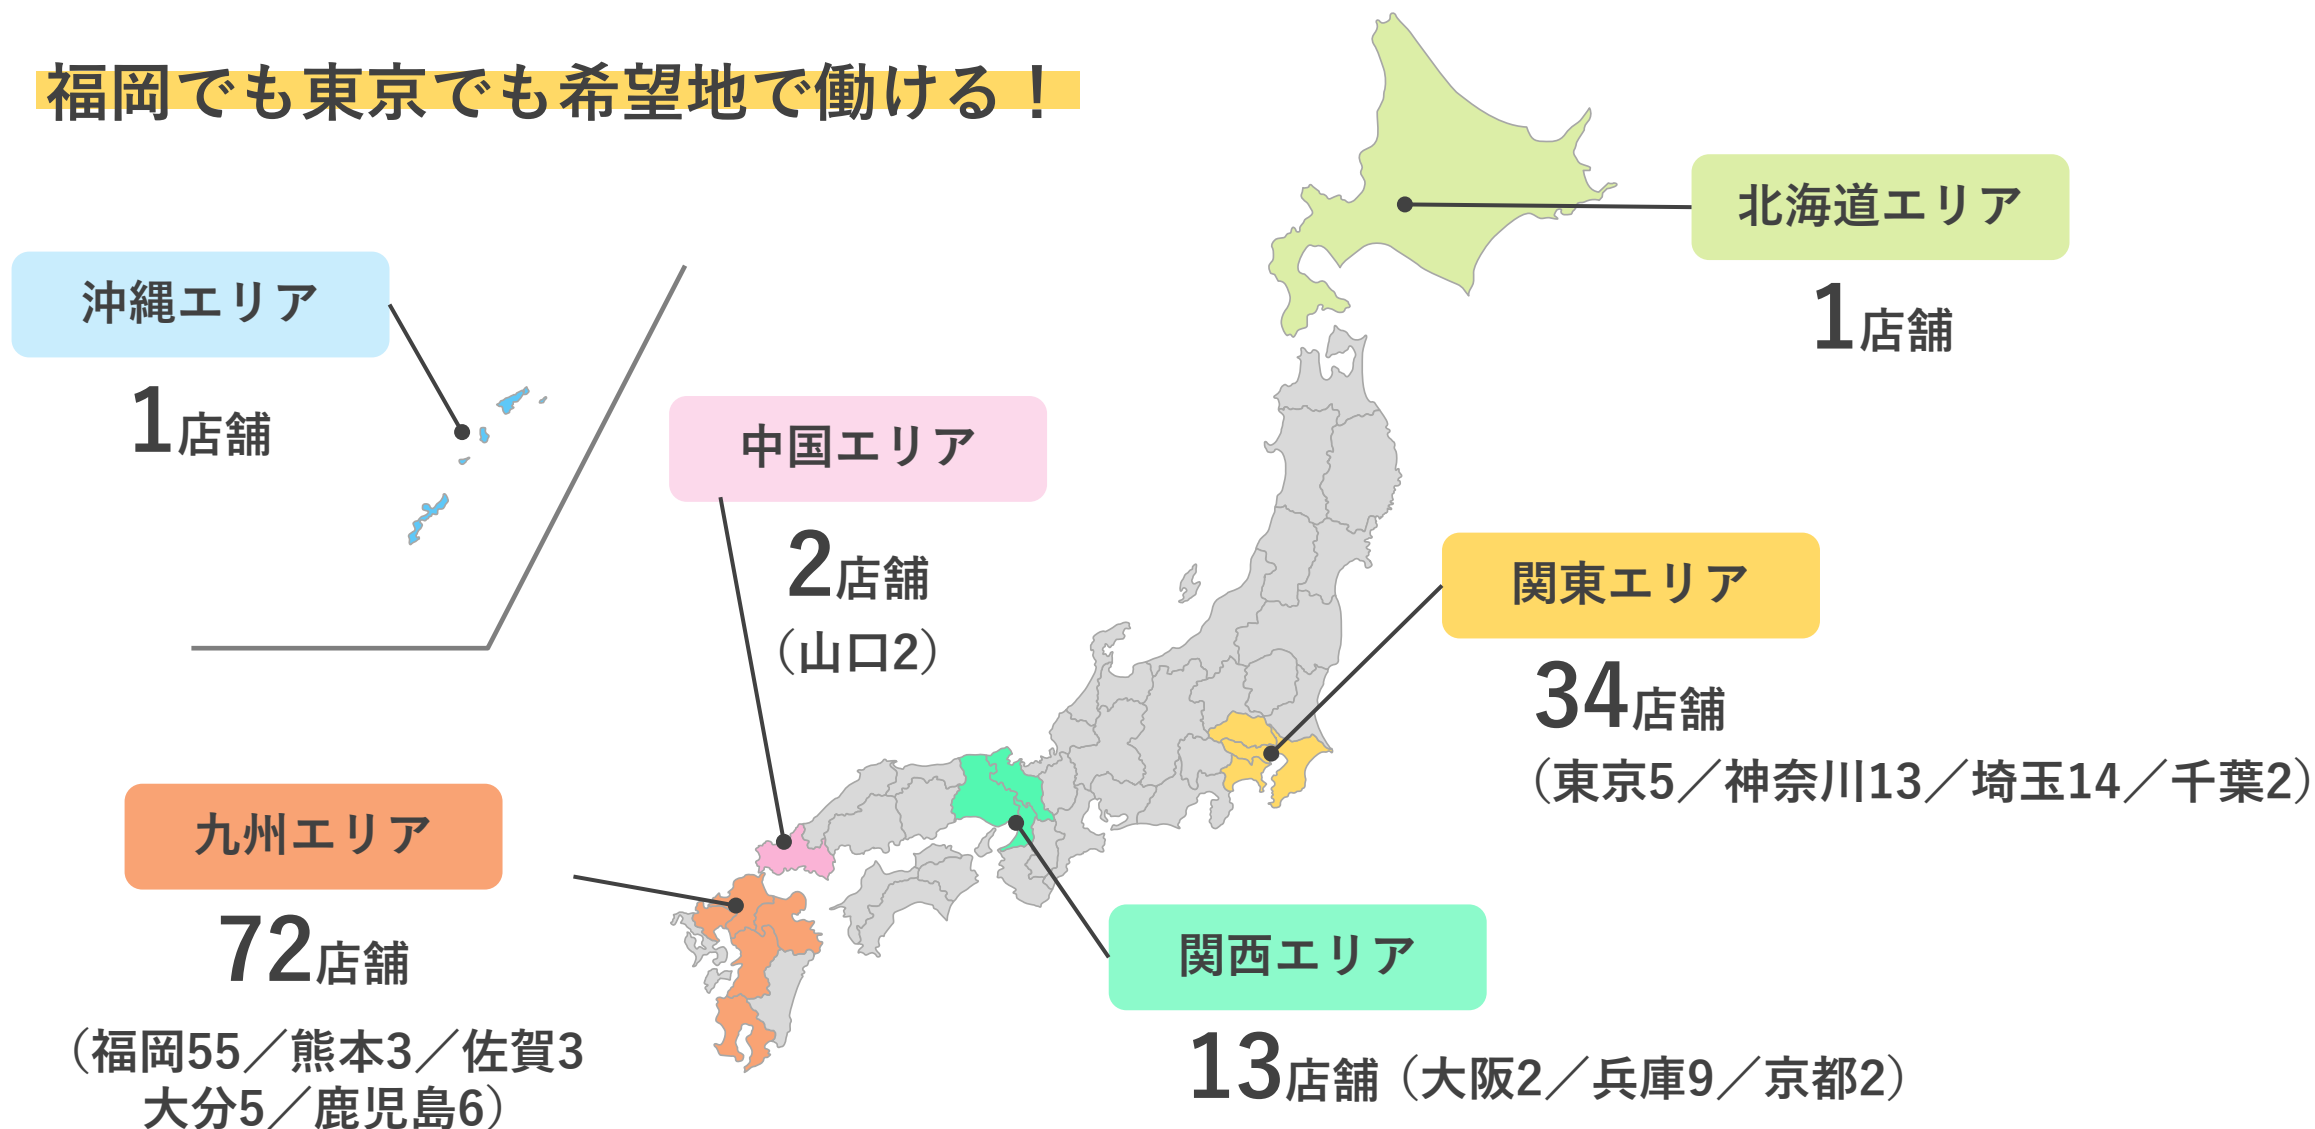 福岡でも東京でも希望地で働ける！
北海道エリア
1店舗
沖縄エリア
1店舗
中国エリア
2店舗
（山口2）
関東エリア
34店舗
（東京5／神奈川13／埼玉14／千葉2）
九州エリア
72店舗
（福岡55／熊本3／佐賀3
大分5／鹿児島6）
関西エリア
13店舗（大阪2／兵庫9／京都2）